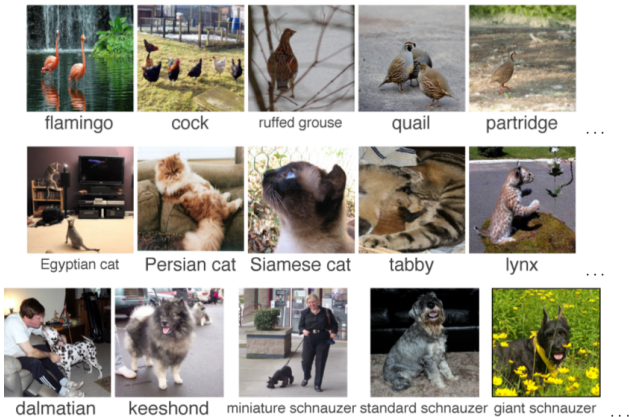 flamingo
cock
ruffed grouse
quail
partridge
. . .
Egyptian cat
Persian cat
Siamese cat
tabby
lynx
. . .
dalmatian
keeshond
miniature schnauzer
standard schnauzer
giant schnauzer
. . .